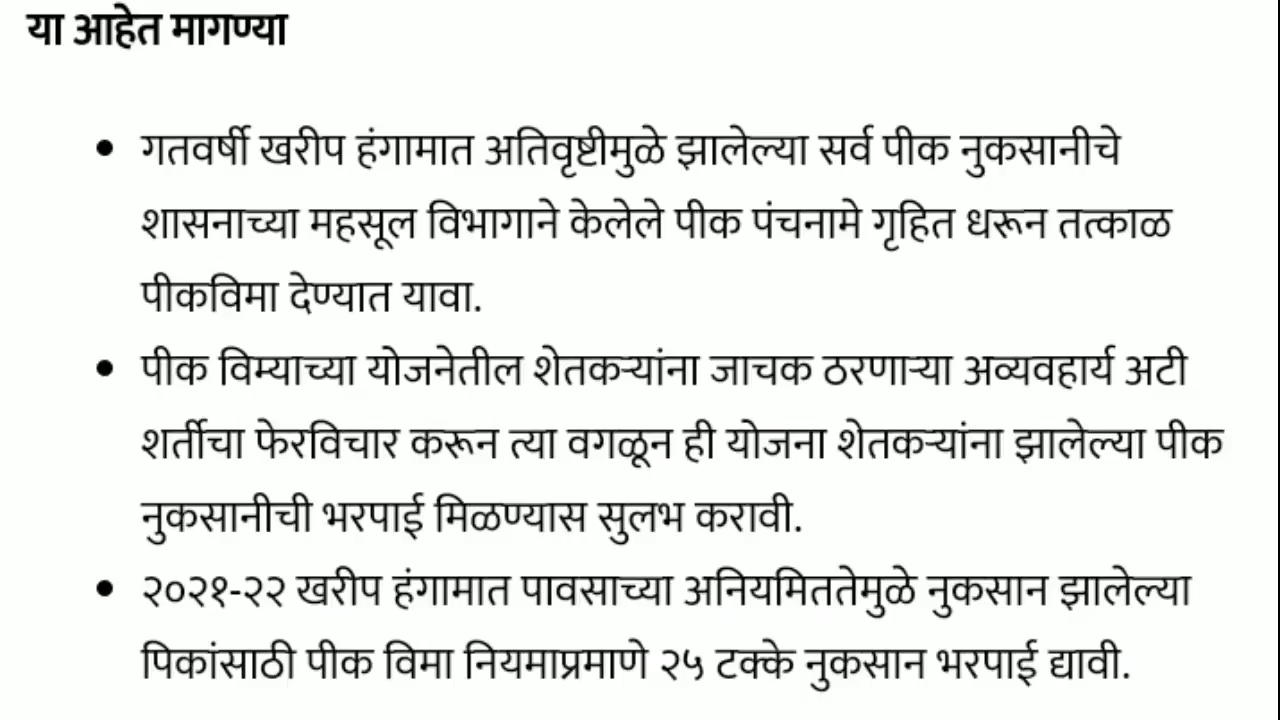 या आहेत मागण्या
• गतवर्षी खरीप हंगामात अतिवृष्टीमुळे झालेल्या सर्व पीक नुकसानीचे
शासनाच्या महसूल विभागाने केलेले पीक पंचनामे गृहित धरून तत्काळ
पीकविमा देण्यात यावा.
• पीक विम्याच्या योजनेतील शेतकऱ्यांना जाचक ठरणाऱ्या अव्यवहार्य अटी
शर्तीचा फेरविचार करून त्या वगळून ही योजना शेतकऱ्यांना झालेल्या पीक
नुकसानीची भरपाई मिळण्यास सुलभ करावी.
• २०२१-२२ खरीप हंगामात पावसाच्या अनियमिततेमुळे नुकसान झालेल्या
पिकांसाठी पीक विमा नियमाप्रमाणे २५ टक्के नुकसान भरपाई द्यावी.